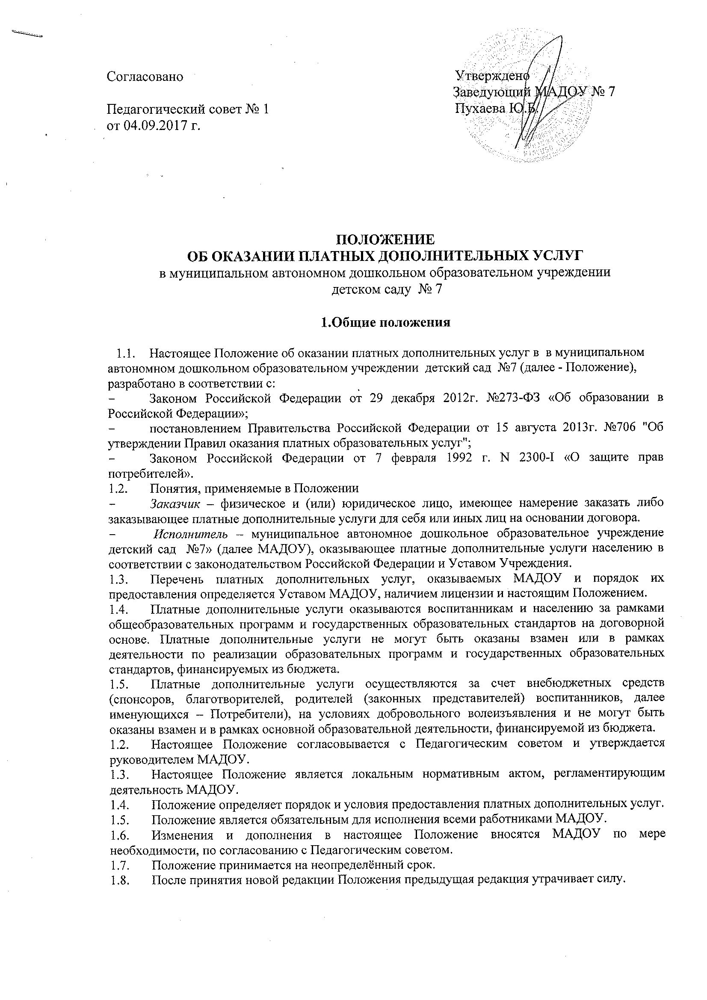 Согласовано
Утверждено
Заведующий МАДОУ № 7
Педагогический совет № 1
Пухаева Ю.Б.
от 04.09.2017 г.
ПОЛОЖЕНИЕ
ОБ ОКАЗАНИИ ПЛАТНЫХ ДОПОЛНИТЕЛЬНЫХ УСЛУГ
в муниципальном автономном дошкольном образовательном учреждении
детском саду № 7
1.Общие положения
1.1. Настоящее Положение об оказании платных дополнительных услуг в в муниципальном
автономном дошкольном образовательном учреждении детский сад №7 (далее - Положение),
разработано в соответствии с:
– Законом Российской Федерации от 29 декабря 2012г. №273-ФЗ «Об образовании в
Российской Федерации»;
– постановлением Правительства Российской Федерации от 15 августа 2013г. №706 "Об
утверждении Правил оказания платных образовательных услуг";
– Законом Российской Федерации от 7 февраля 1992 г. N 2300-I «О защите прав
потребителей».
1.2. Понятия, применяемые в Положении
– Заказчик – физическое и (или) юридическое лицо, имеющее намерение заказать либо
заказывающее платные дополнительные услуги для себя или иных лиц на основании договора.
– Исполнитель – муниципальное автономное дошкольное образовательное учреждение
детский сад №7» (далее МАДОУ), оказывающее платные дополнительные услуги населению в
соответствии с законодательством Российской Федерации и Уставом Учреждения.
1.3. Перечень платных дополнительных услуг, оказываемых МАДОУ и порядок их
предоставления определяется Уставом МАДОУ, наличием лицензии и настоящим Положением.
1.4. Платные дополнительные услуги оказываются воспитанникам и населению за рамками
общеобразовательных программ и государственных образовательных стандартов на договорной
основе. Платные дополнительные услуги не могут быть оказаны взамен или в рамках
деятельности по реализации образовательных программ и государственных образовательных
стандартов, финансируемых из бюджета.
1.5. Платные дополнительные услуги осуществляются за счет внебюджетных средств
(спонсоров, благотворителей, родителей (законных представителей) воспитанников, далее
именующихся – Потребители), на условиях добровольного волеизъявления и не могут быть
оказаны взамен и в рамках основной образовательной деятельности, финансируемой из бюджета.
1.2. Настоящее Положение согласовывается с Педагогическим советом и утверждается
руководителем МАДОУ.
1.3. Настоящее Положение является локальным нормативным актом, регламентирующим
деятельность МАДОУ.
1.4. Положение определяет порядок и условия предоставления платных дополнительных услуг.
1.5. Положение является обязательным для исполнения всеми работниками МАДОУ.
1.6. Изменения и дополнения в настоящее Положение вносятся МАДОУ по мере
необходимости, по согласованию с Педагогическим советом.
1.7. Положение принимается на неопределённый срок.
1.8. После принятия новой редакции Положения предыдущая редакция утрачивает силу.